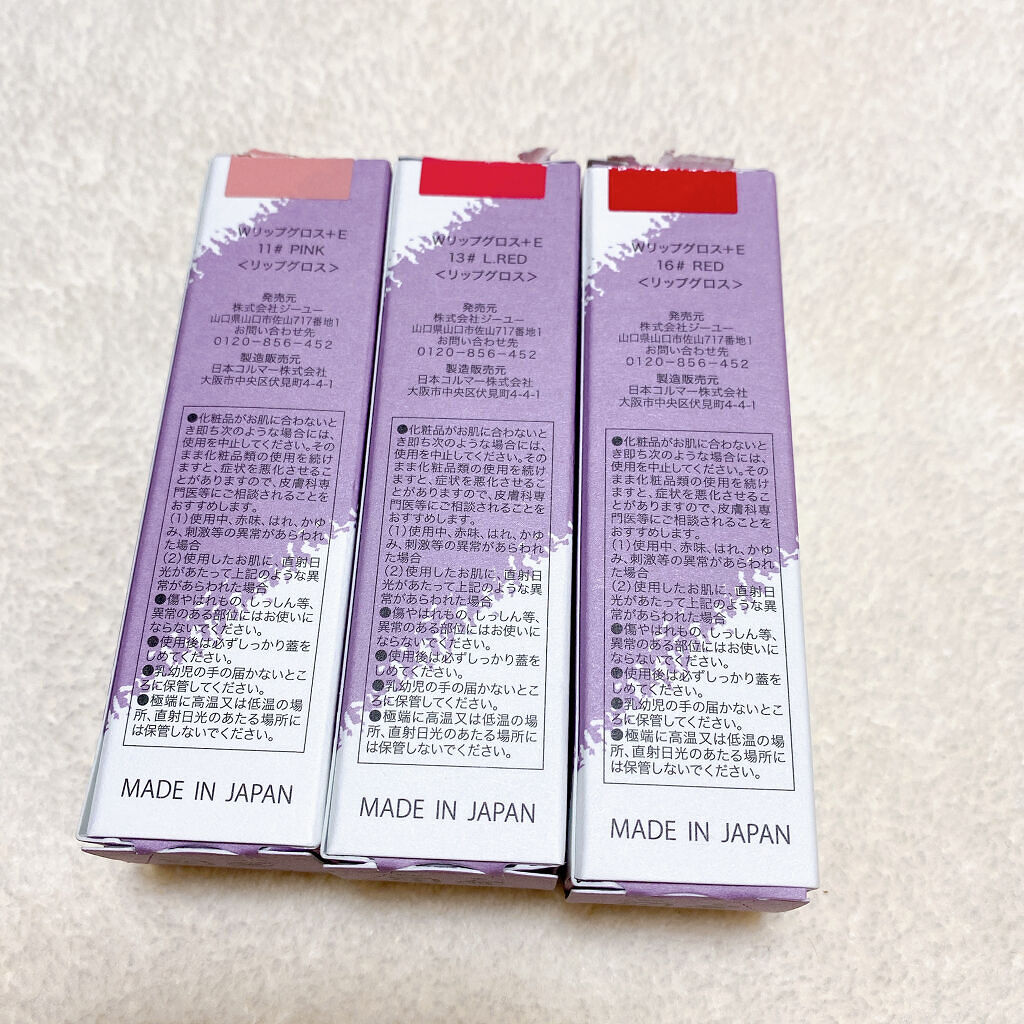 Wリップグロス+E
11# PINK
<リップグロス>
発売元
株式会社ジーユー
山口県山口市佐山717番地1
お問い合わせ先
0120-856-452
製造販売元
日本コルマー株式会社
大阪市中央区伏見町4-4-1
●化粧品がお肌に合わないと
き即ち次のような場合には、
使用を中止してください。その
まま化粧品類の使用を続け
ますと、症状を悪化させるこ
とがありますので、皮膚科専
門医等にご相談されることを
おすすめします。
(1)使用中、赤味、はれ、かゆ
み、刺激等の異常があらわれ
た場合
(2)使用したお肌に、直射日
光があたって上記のような異
常があらわれた場合
●傷やはれもの、しっしん等、
異常のある部位にはお使いに
ならないでください。
●使用後は必ずしっかり蓋を
しめてください。
●乳幼児の手の届かないとこ
ろに保管してください。
●極端に高温又は低温の場
所、直射日光のあたる場所に
は保管しないでください。
MADE IN JAPAN
Wリップグロス+E
13# L.RED
<リップグロス>
発売元
株式会社ジーユー
山口県山口市佐山717番地1
お問い合わせ先
0120-856-452
製造販売元
日本コルマー株式会社
大阪市中央区伏見町4-4-1
●化粧品がお肌に合わないと
き即ち次のような場合には、
使用を中止してください。その
まま化粧品類の使用を続け
ますと、症状を悪化させるこ
とがありますので、皮膚科専
門医等にご相談されることを
おすすめします。
(1)使用中、赤味、はれ、かゆ
み、刺激等の異常があらわれ
た場合
(2)使用したお肌に、直射日
光があたって上記のような異
常があらわれた場合
●傷やはれもの、しっしん等、
異常のある部位にはお使いに
ならないでください。
●使用後は必ずしっかり蓋を
しめてください。
●乳幼児の手の届かないとこ
ろに保管してください。
●極端に高温又は低温の場
所、直射日光のあたる場所に
は保管しないでください。
MADE IN JAPAN
Wリップグロス+E
16# RED
<リップグロス>
発売元
株式会社ジーユー
山口県山口市佐山717番地1
お問い合わせ先
0120-856-452
製造販売元
日本コルマー株式会社
大阪市中央区伏見町4-4-1
●化粧品がお肌に合わないと
き即ち次のような場合には、
使用を中止してください。その
まま化粧品類の使用を続け
ますと、症状を悪化させるこ
とがありますので、皮膚科専
門医等にご相談されることを
おすすめします。
(1)使用中、赤味、はれ、かゆ
み、刺激等の異常があらわれ
た場合
(2)使用したお肌に、直射日
光があたって上記のような異
常があらわれた場合
●傷やはれもの、しっしん等、
異常のある部位にはお使いに
ならないでください。
●使用後は必ずしっかり蓋を
しめてください。
●乳幼児の手の届かないとこ
ろに保管してください。
●極端に高温又は低温の場
所、直射日光のあたる場所に
は保管しないでください。
MADE IN JAPAN